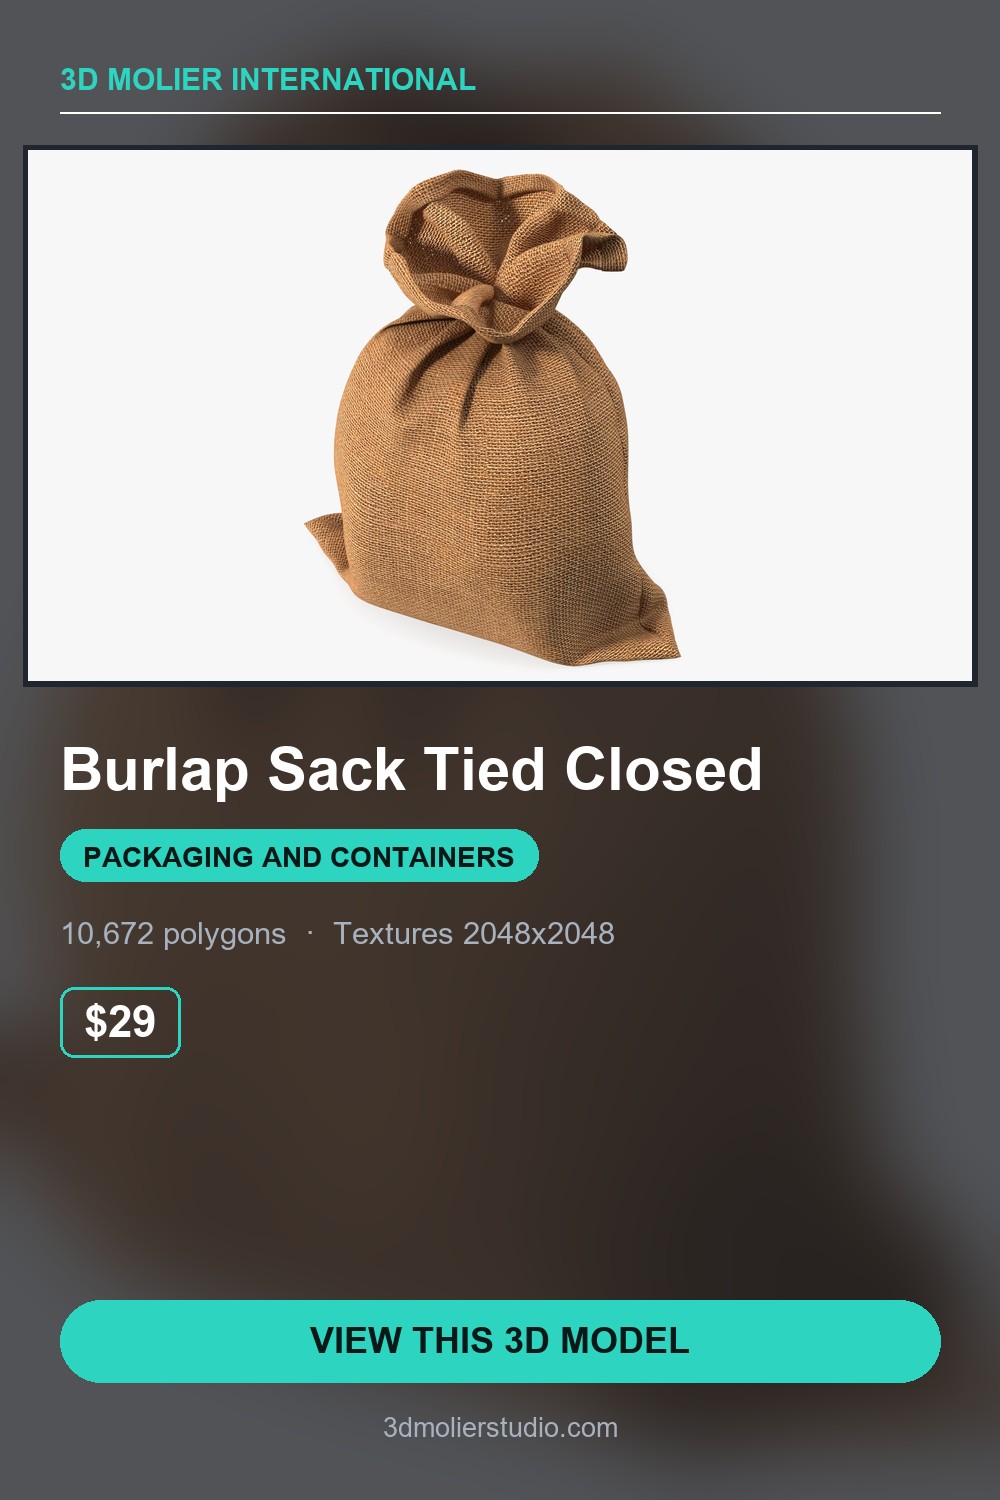 3D MOLIER INTERNATIONAL
Burlap Sack Tied Closed
PACKAGING AND CONTAINERS
10,672 polygons · Textures 2048x2048
$29
VIEW THIS 3D MODEL
3dmolierstudio.com